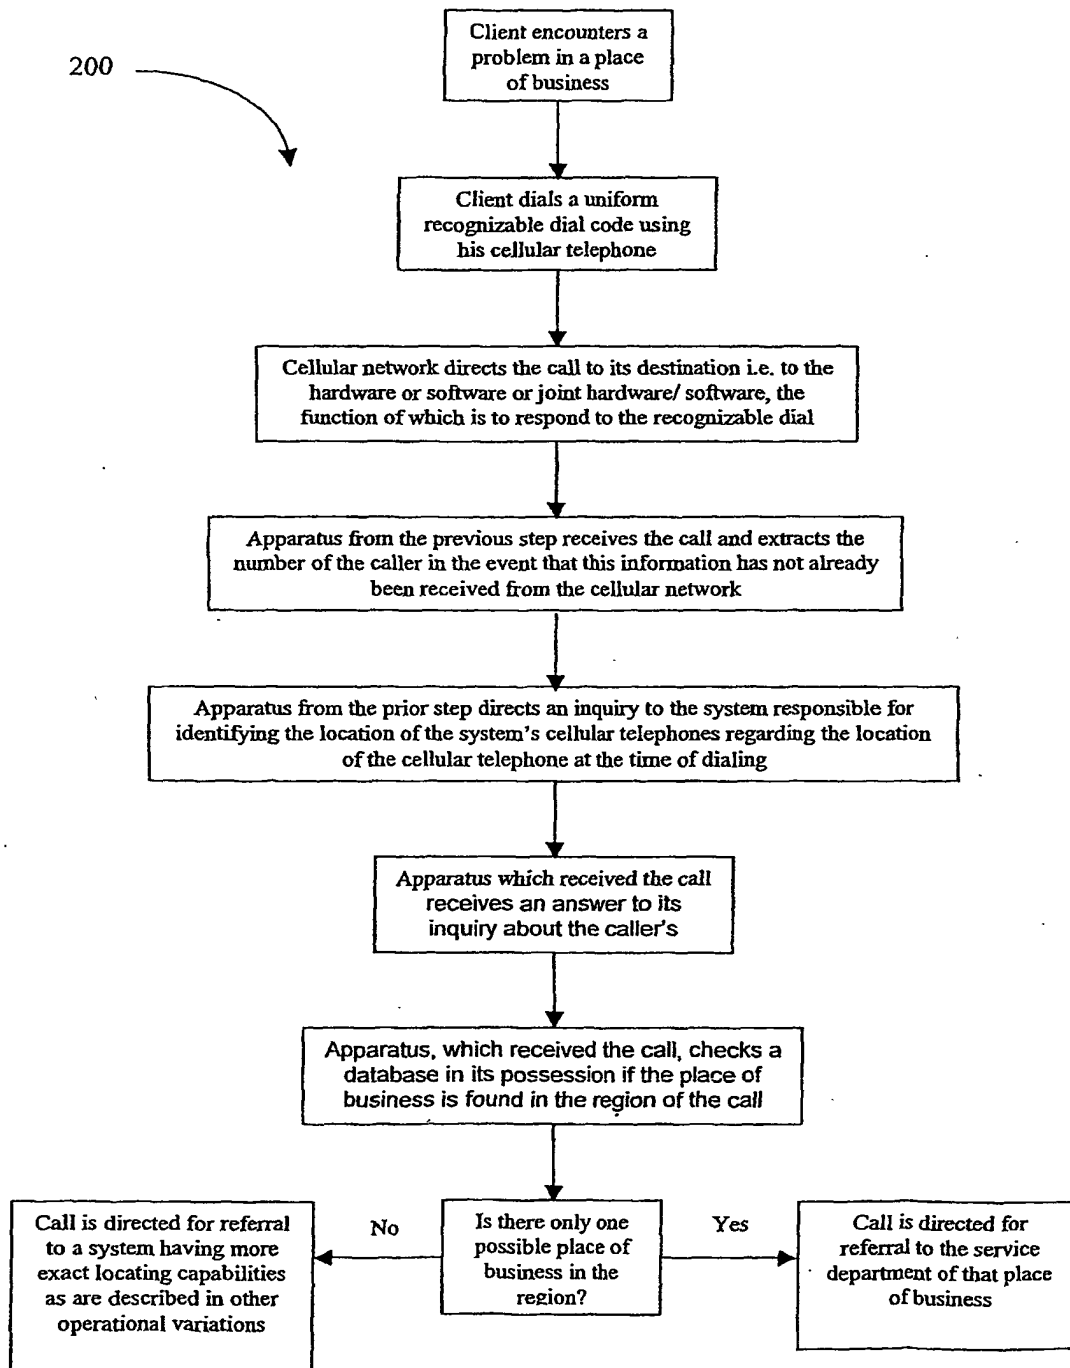 Client encounters a
problem in a place
of business
200
Client dials a uniform
recognizable dial code using
his cellular telephone
Cellular network directs the call to its destination i.e. to the
hardware or software or joint hardware/ software, the
function of which is to respond to the recognizable dial
Apparatus from the previous step receives the call and extracts the
number of the caller in the event that this information has not already
been received from the cellular network
Apparatus from the prior step directs an inquiry to the system responsible for
identifying the location of the system's cellular telephones regarding the location
of the cellular telephone at the time of dialing
Apparatus which received the call
receives an answer to its
inquiry about the caller's
Apparatus, which received the call, checks a
database in its possession if the place of
business is found in the region of the call
Call is directed for referral
to a system having more
exact locating capabilities
as are described in other
operational variations
No
Is there only one
possible place of
business in the
region?
Yes
Call is directed for
referral to the service
department of that place
of business